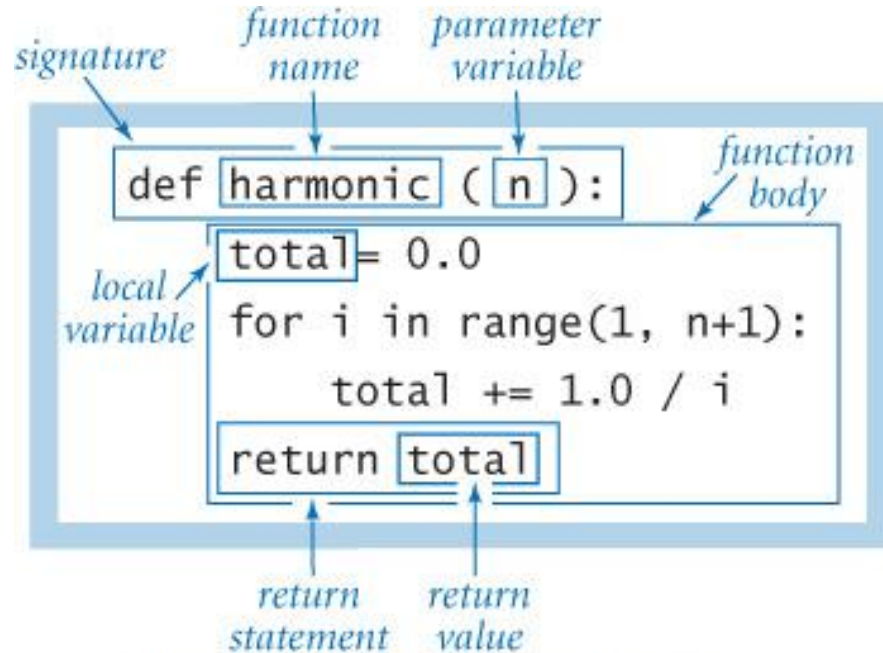 function
name
parameter
variable
signature
function
body
def harmonic ( n ):
total= 0.0
local
variable
for i in range(1, n+1):
total += 1.0 / i
return total
return
statement
return
value